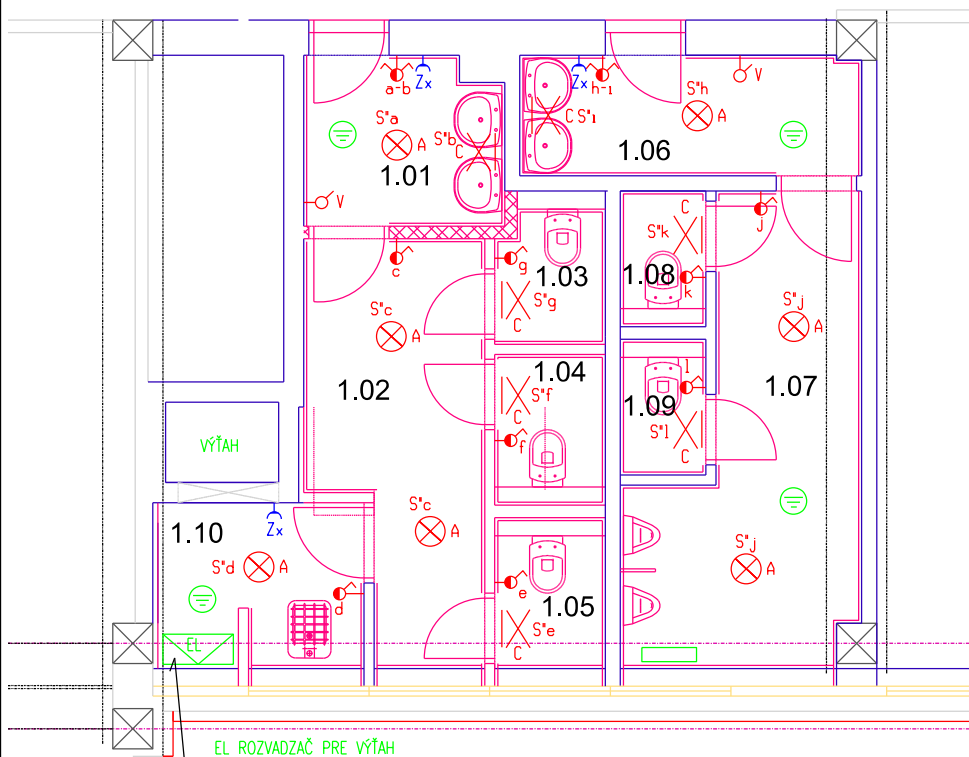 a-b
Zx
Zx
h-ı
V
S"a
A
S"b
C
1.01
V
C S"ı
S"h
A
1.06
c
g
1.03
S"g
C
C
S"k
1.08
k
j
S"c
A
S"j
A
1.02
1.04
S"f
C
f
l
1.09
S"l
C
1.07
VÝŤAH
1.10
Zx
S"d
A
d
S"c
A
e
1.05
S"e
C
S"j
A
EL
EL ROZVADZAČ PRE VÝŤAH